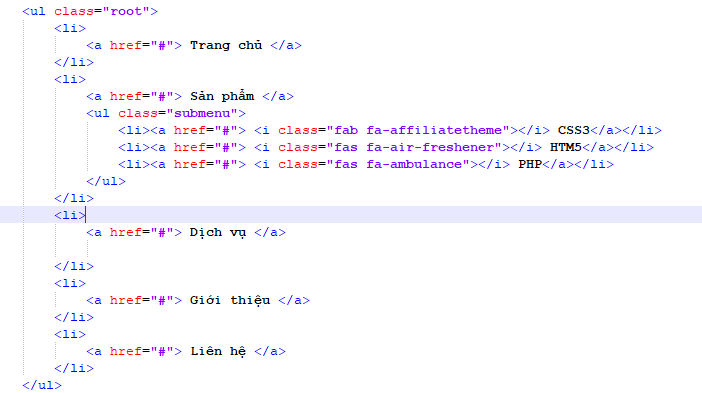 <ul class="root">
<li>
<a href="#"> Trang chủ </a>
</li>
<li>
<a href="#"> Sản phẩm </a>
<ul class="submenu">
<li><a href="#"> <i class="fab fa-affiliatetheme"></i> CSS3</a></li>
<li><a href="#"> <i class="fas fa-air-freshener"></i> HTM5</a></li>
<li><a href="#"> <i class="fas fa-ambulance"></i> PHP</a></li>
</ul>
</li>
<li>
<a href="#"> Dịch vụ </a>
</li>
<li>
<a href="#"> Giới thiệu </a>
</li>
<li>
<a href="#"> Liên hệ </a>
</li>
</ul>